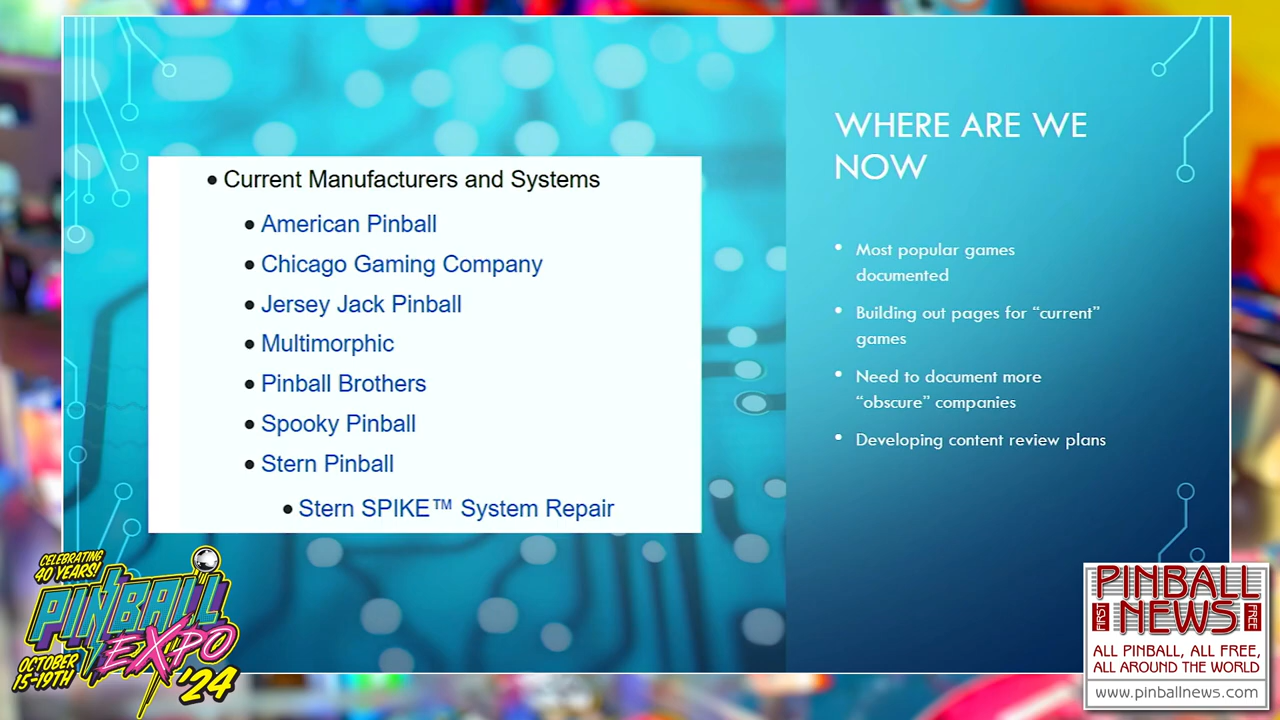 WHERE ARE WE
NOW
• Current Manufacturers and Systems
• American Pinball
• Chicago Gaming Company
• Jersey Jack Pinball
• Multimorphic
• Pinball Brothers
• Spooky Pinball
• Stern Pinball
• Stern SPIKE™ System Repair
• Most popular games
documented
• Building out pages for “current”
games
• Need to document more
“obscure” companies
• Developing content review plans
CELEBRATING
40 YEARS!
PINBALL
EXPO
OCTOBER
15-19TH
'24
PINBALL
FIRST NEWS FREE
ALL PINBALL, ALL FREE,
ALL AROUND THE WORLD
www.pinballnews.com